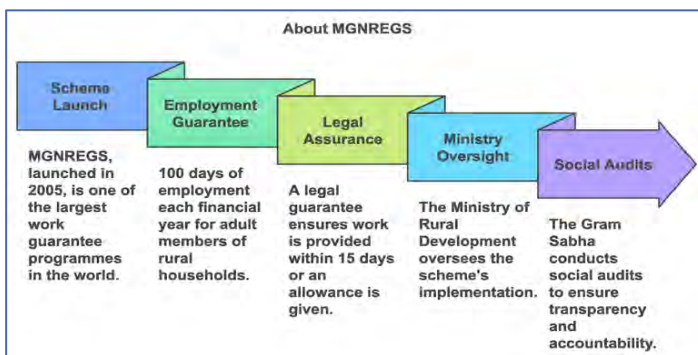 About MGNREGS
Scheme
Launch
MGNREGS,
launched in
2005, is one of
the largest
work
guarantee
programmes
in the world.
Employment
Guarantee
100 days of
employment
each financial
year for adult
members of
rural
households.
Legal
Assurance
A legal
guarantee
ensures work is
provided within
15 days or an
allowance is
given.
Ministry
Oversight
The Ministry of
Rural
Development
oversees the
scheme's
implementation.
Social Audits
The Gram
Sabha
conducts
social audits
to ensure
transparency
and
accountability.